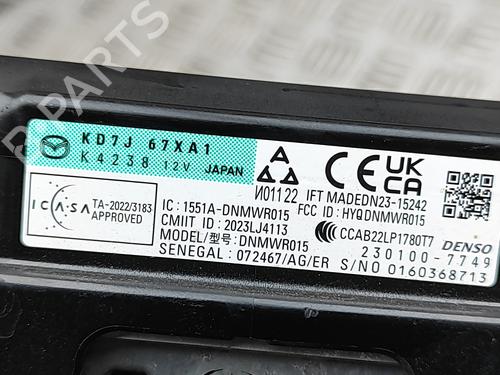 B PARTS
KD7J 67XA1
K4238 12V JAPAN
ICASA
TA-2022/3183
APPROVED
И01122
CE UK CA
IFT MADEDN23-15242
IC: 1551A-DNMWR015
FCC ID: HYQDNMWR015
CMIIT ID: 2023LJ4113
CCC CCAB22LP1780T7
MODEL/型号: DNMWR015
DENSO
230100-7749
SENEGAL: 072467/AG/ER
S/NO 0160368713